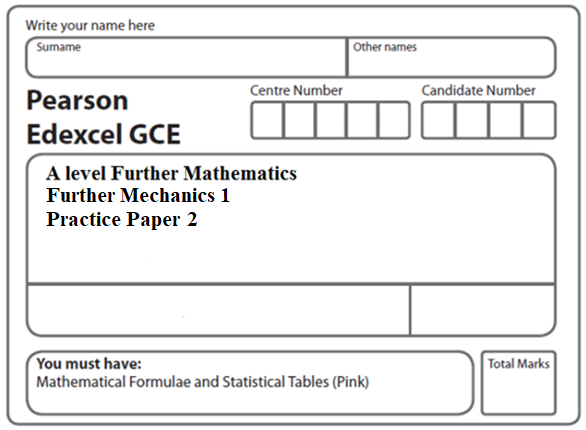 Write your name here
Surname
Other names
Pearson
Edexcel GCE
Centre Number
Candidate Number
A level Further Mathematics
Further Mechanics 1
Practice Paper 2
You must have:
Mathematical Formulae and Statistical Tables (Pink)
Total Marks